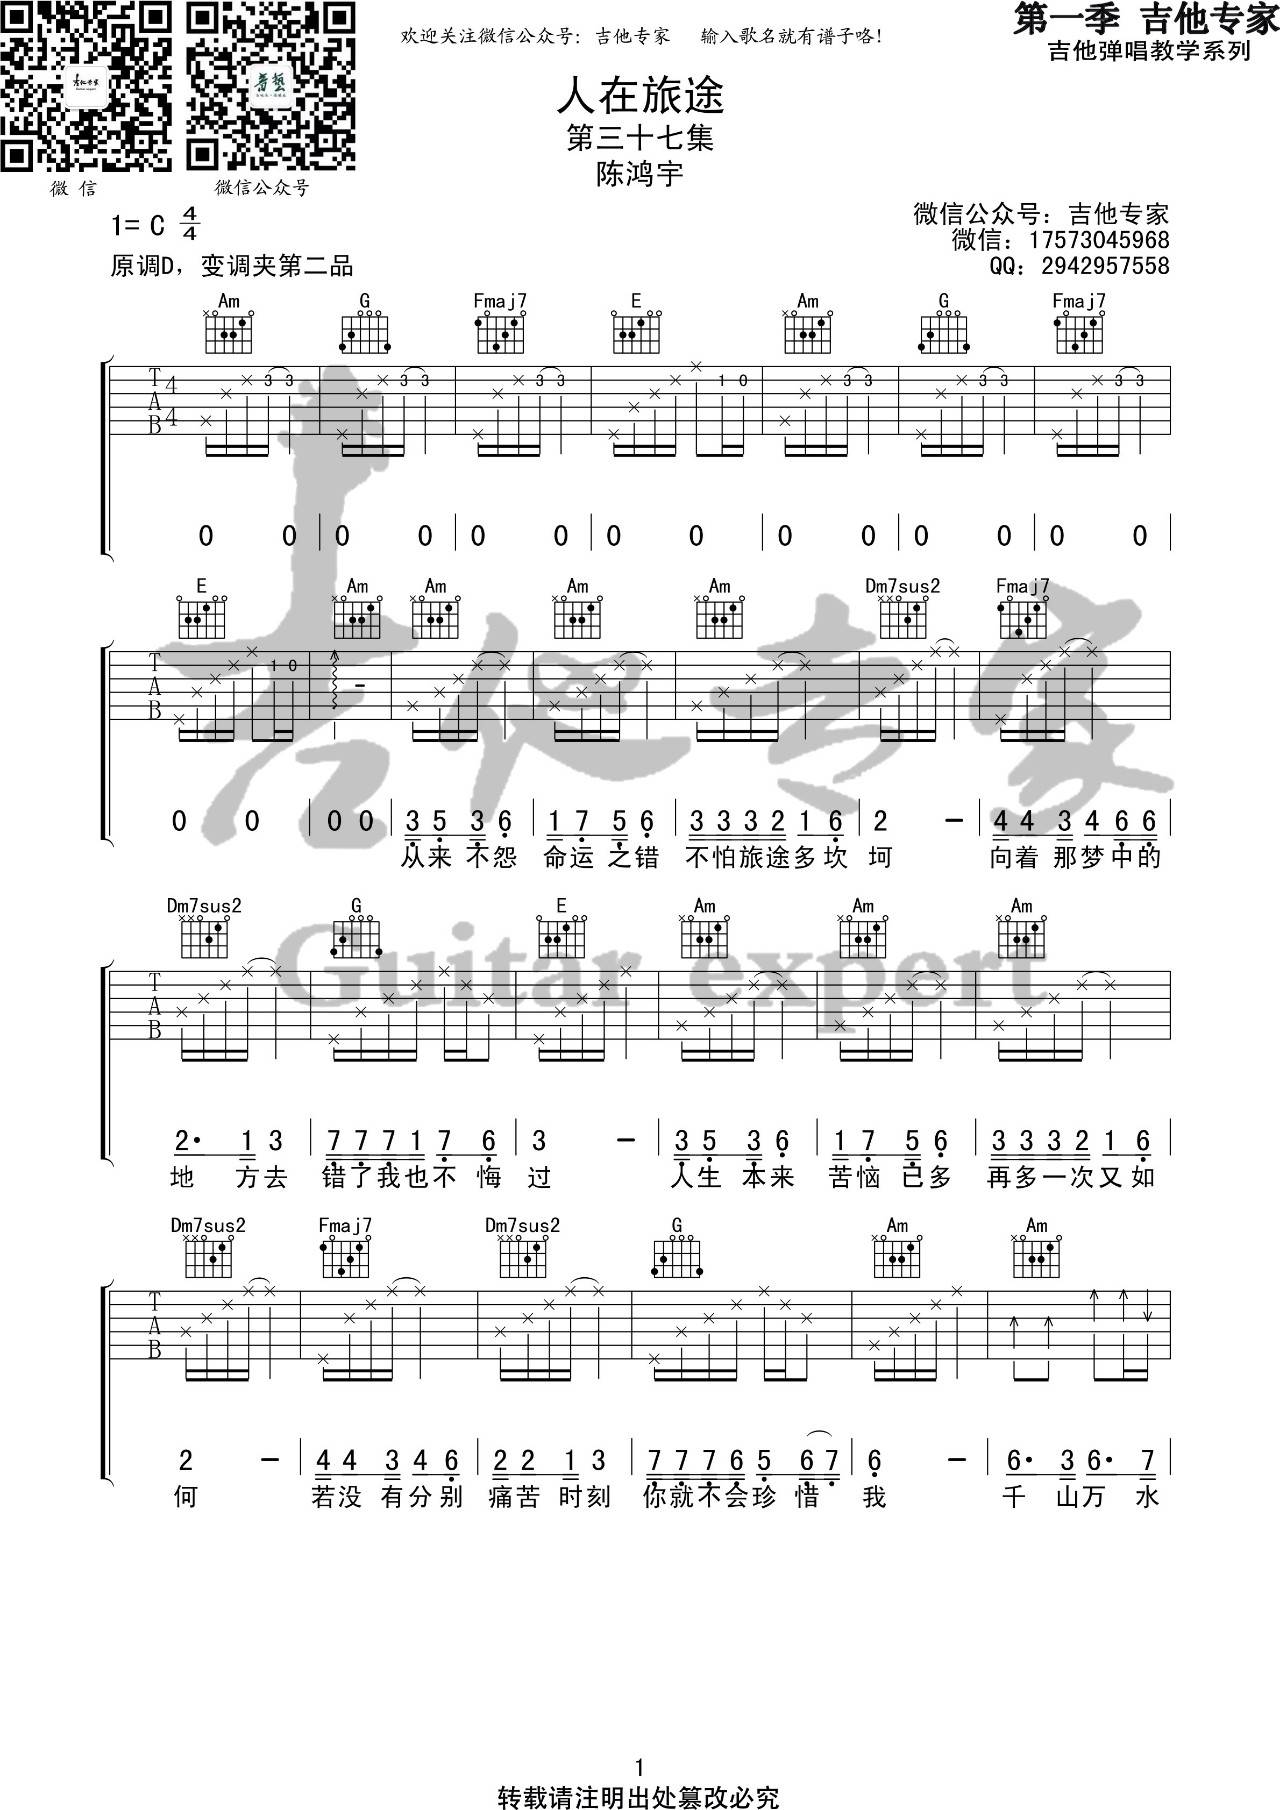 欢迎关注微信公众号：吉他专家 输入歌名就有谱子咯！
第一季 吉他专家
吉他弹唱教学系列
人在旅途
第三十七集
陈鸿宇
微信
微信公众号
1= C 4/4
原调D，变调夹第二品
微信公众号：吉他专家
微信：17573045968
QQ：2942957558
Am G Fmaj7 E Am G Fmaj7
T A B 4/4 3 3 3 3 3 3 1 0 3 3 3 3 3 3
0 0 0 0 0 0 0 0 0 0 0 0 0 0
E Am Am Am Am Dm7sus2 Fmaj7
T A B 1 0 -
0 0 0 0 3 5 3 6 1 7 5 6 3 3 3 2 1 6 2 - 4 4 3 4 6 6
从来 不怨 命运 之错 不怕旅途多坎 坷 向着 那梦中的
Dm7sus2 G E Am Am Am
T A B
2· 1 3 7 7 7 1 7 6 3 - 3 5 3 6 1 7 5 6 3 3 3 2 1 6
地 方去 错了我也不 悔 过 人生 本来 苦恼 已多 再多一次又如
Dm7sus2 Fmaj7 Dm7sus2 G Am Am
T A B
2 - 4 4 3 4 6 2 2 1 3 7 7 7 6 5 6 7 6 - 6· 3 6· 7
何 若没 有分别 痛苦 时刻 你就不会珍 惜 我 千 山万 水
吉他专家
Guitar expert
1
转载请注明出处篡改必究